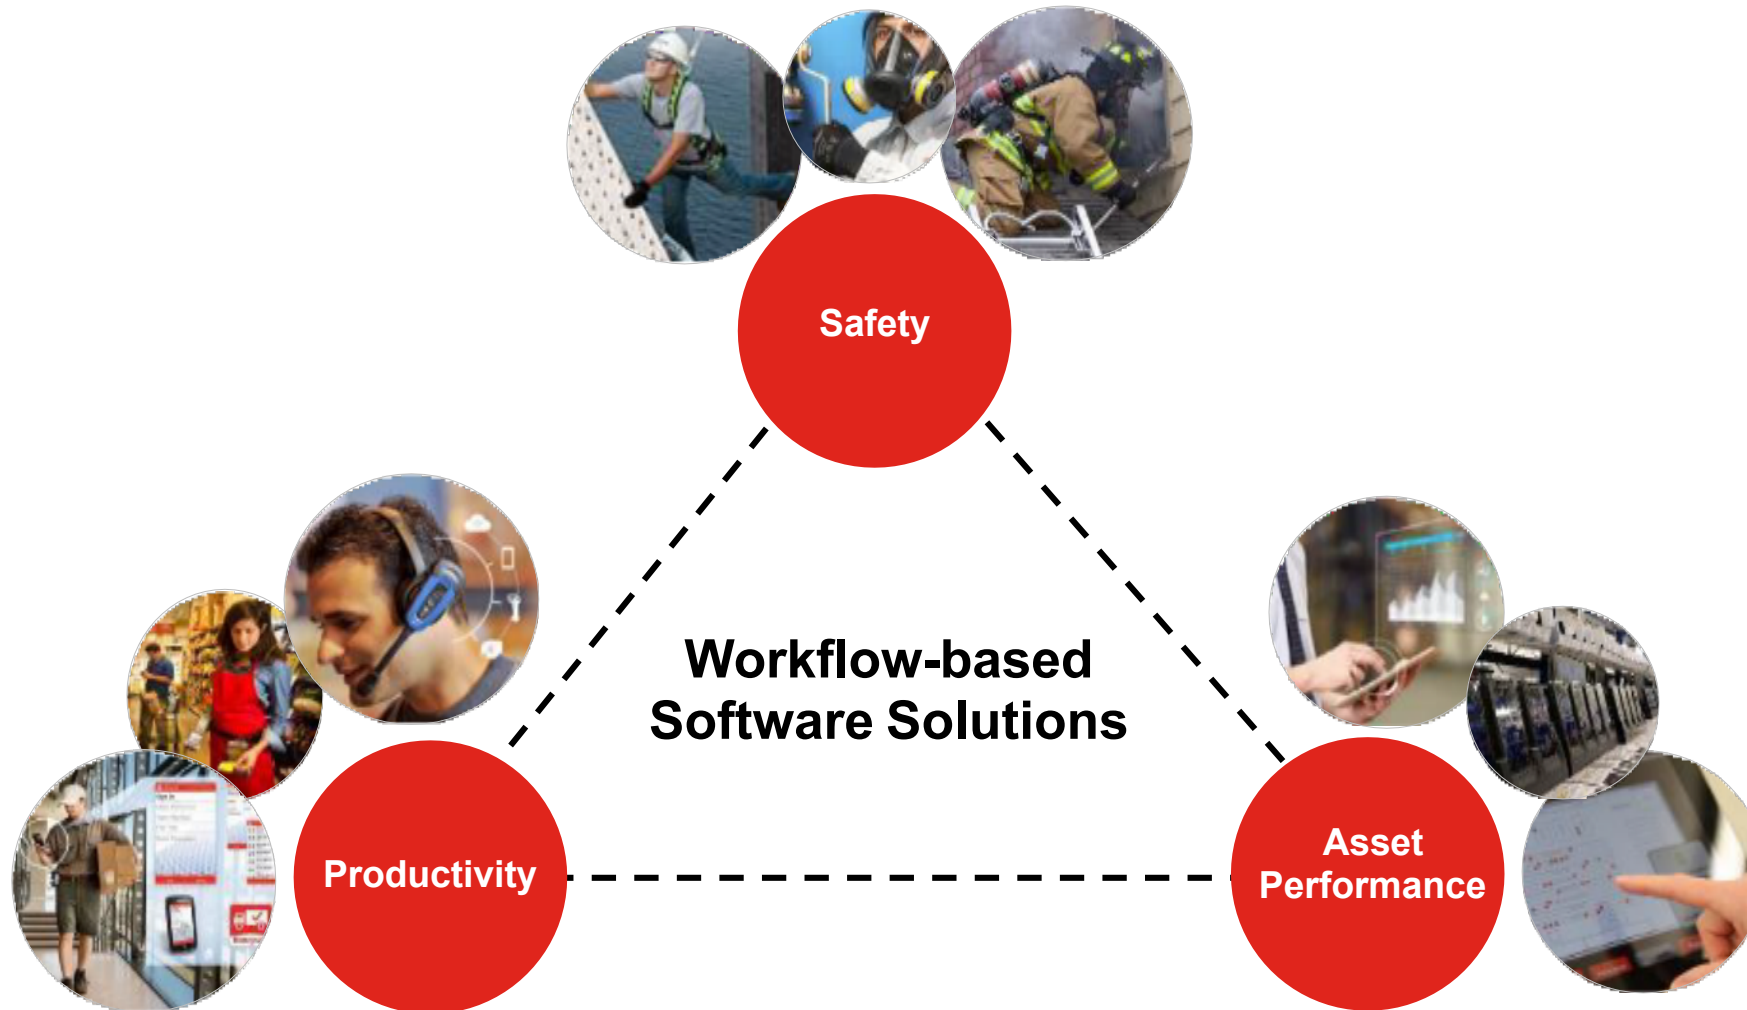 Safety
Workflow-based
Software Solutions
Productivity
Asset
Performance